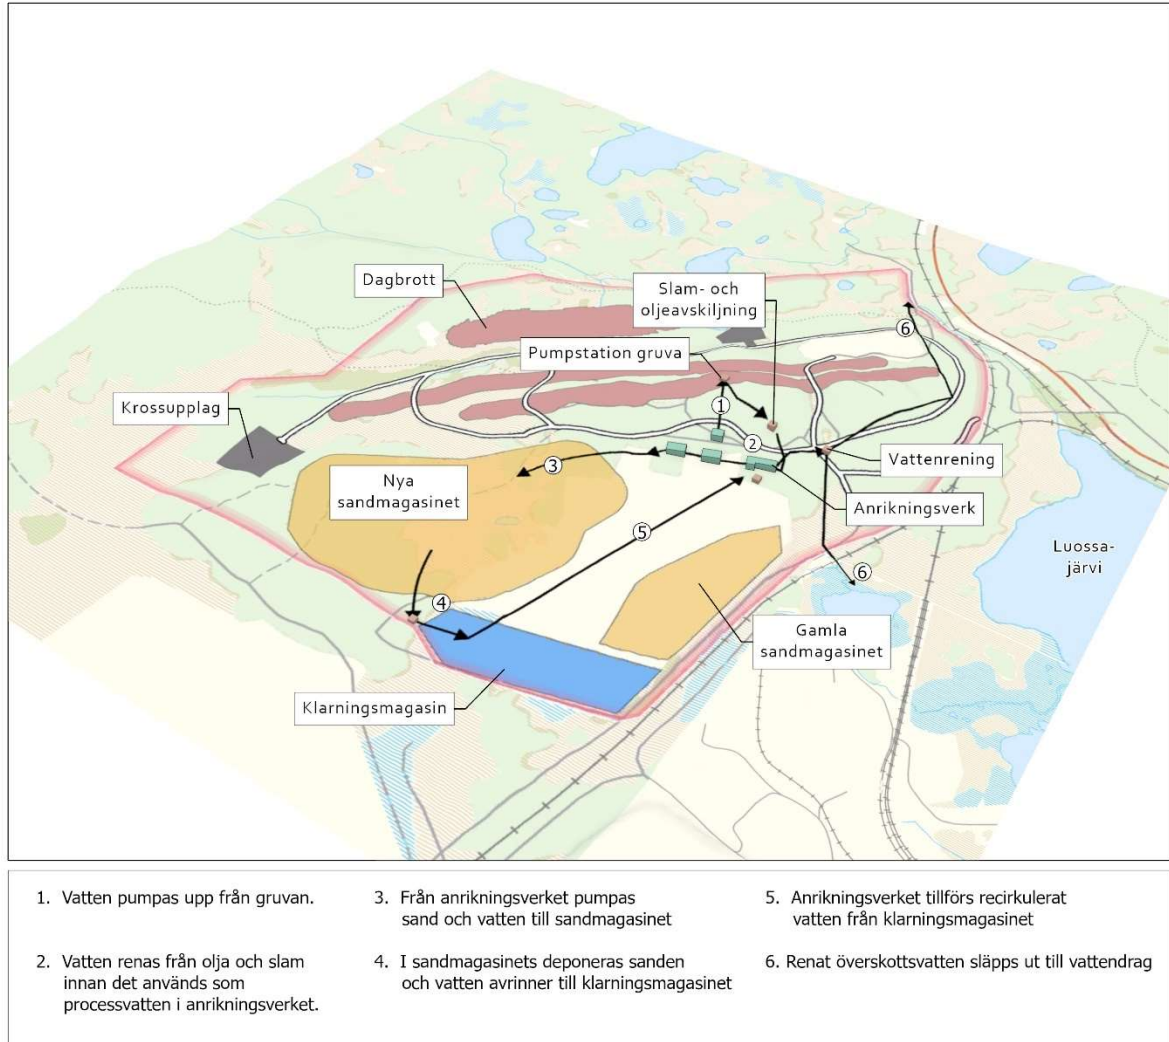 Dagbrott
Slam- och
oljeavskiljning
6
Pumpstation gruva
Krossupplag
1
2
Vattenrening
3
Nya
sandmagasinet
Anrikningsverk
5
Luossa-
järvi
6
4
Gamla
sandmagasinet
Klarningsmagasin
1. Vatten pumpas upp från gruvan.
2. Vatten renas från olja och slam
innan det används som
processvatten i anrikningsverket.
3. Från anrikningsverket pumpas
sand och vatten till sandmagasinet
4. I sandmagasinets deponeras sanden
och vatten avrinner till klarningsmagasinet
5. Anrikningsverket tillförs recirkulerat
vatten från klarningsmagasinet
6. Renat överskottsvatten släpps ut till vattendrag